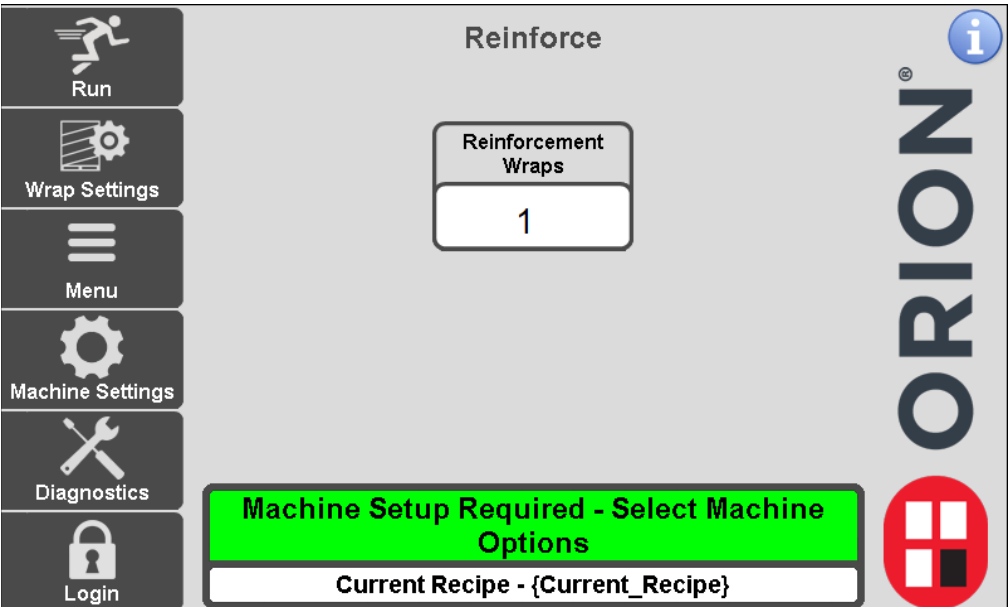 Reinforce
Run
Wrap Settings
Menu
Machine Settings
Diagnostics
Login
Reinforcement
Wraps
1
Machine Setup Required - Select Machine
Options
Current Recipe - {Current_Recipe}
i
ORION®